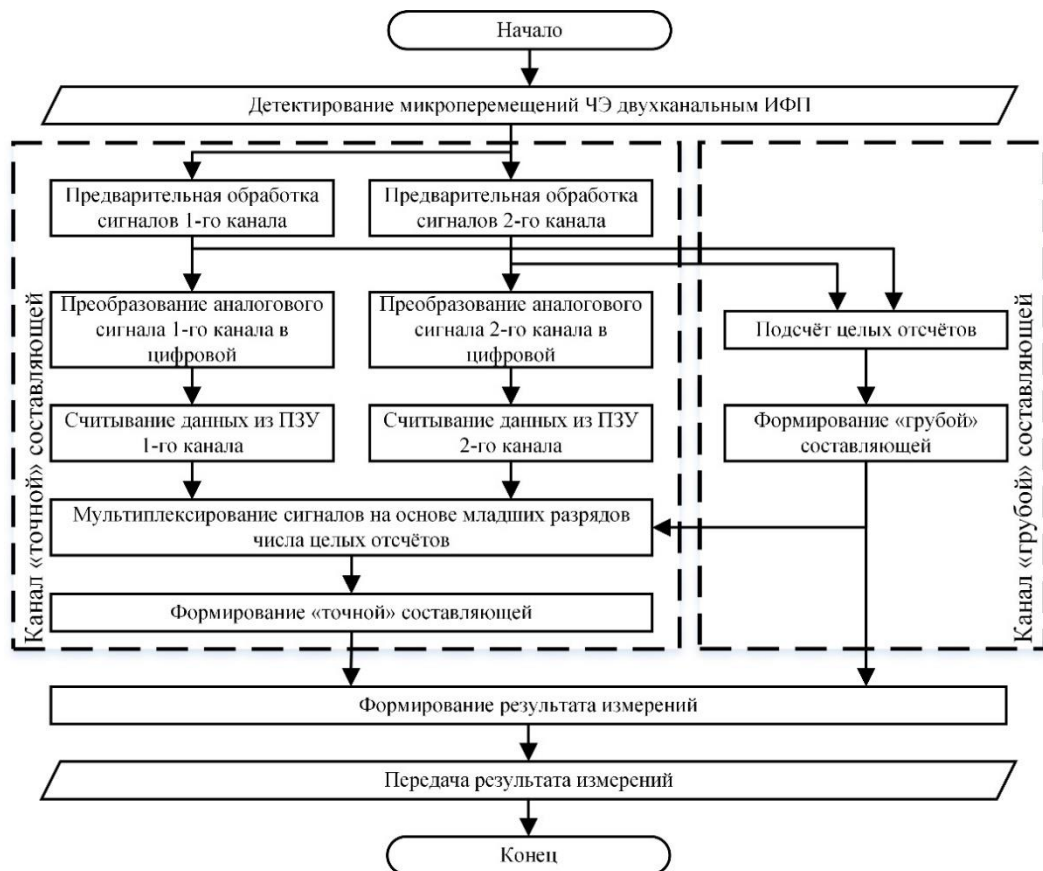 Начало
Детектирование микроперемещений ЧЭ двухканальным ИФП
Предварительная обработка
сигналов 1-го канала
Предварительная обработка
сигналов 2-го канала
Преобразование аналогового
сигнала 1-го канала в
цифровой
Преобразование аналогового
сигнала 2-го канала в
цифровой
Подсчёт целых отсчётов
Считывание данных из ПЗУ
1-го канала
Считывание данных из ПЗУ
2-го канала
Формирование «грубой»
составляющей
Мультиплексирование сигналов на основе младших разрядов
числа целых отсчётов
Формирование «точной» составляющей
Канал «точной» составляющей
Канал «грубой» составляющей
Формирование результата измерений
Передача результата измерений
Конец